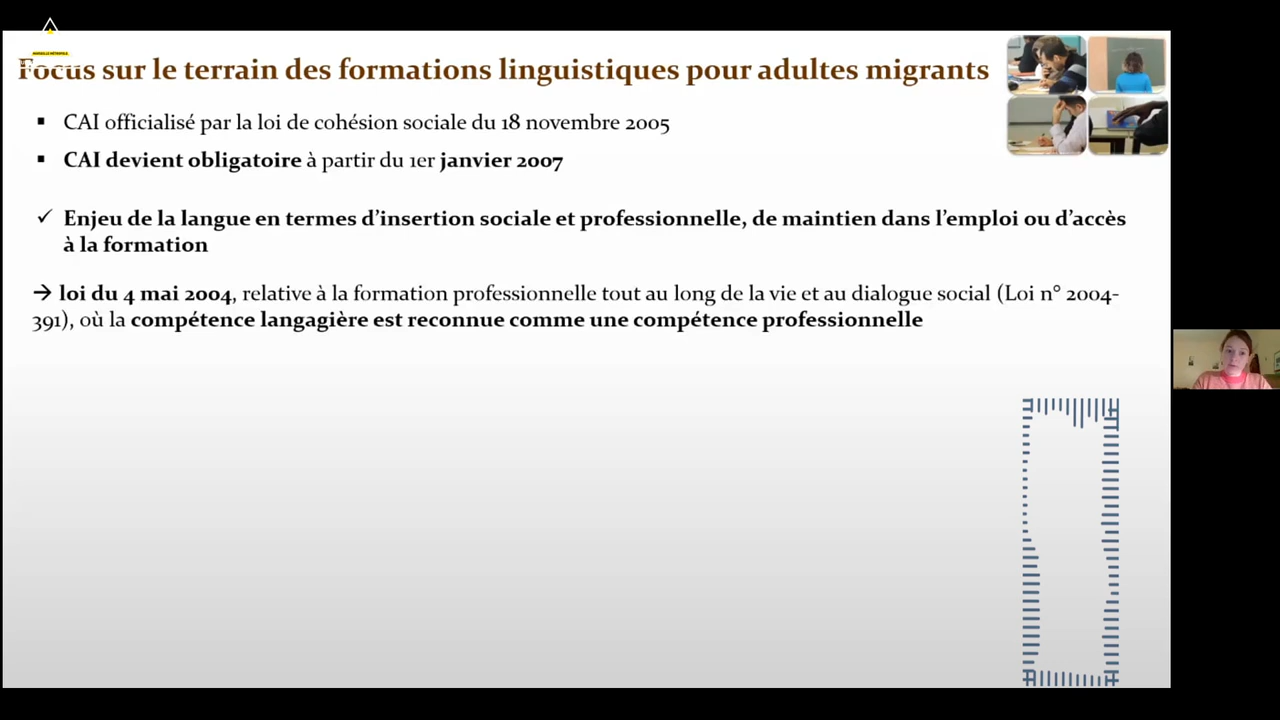 MARSEILLE MÉTROPOLE
Focus sur le terrain des formations linguistiques pour adultes migrants
▪ CAI officialisé par la loi de cohésion sociale du 18 novembre 2005
▪ CAI devient obligatoire à partir du 1er janvier 2007
✓ Enjeu de la langue en termes d’insertion sociale et professionnelle, de maintien dans l’emploi ou d’accès
à la formation
→ loi du 4 mai 2004, relative à la formation professionnelle tout au long de la vie et au dialogue social (Loi n° 2004-
391), où la compétence langagière est reconnue comme une compétence professionnelle